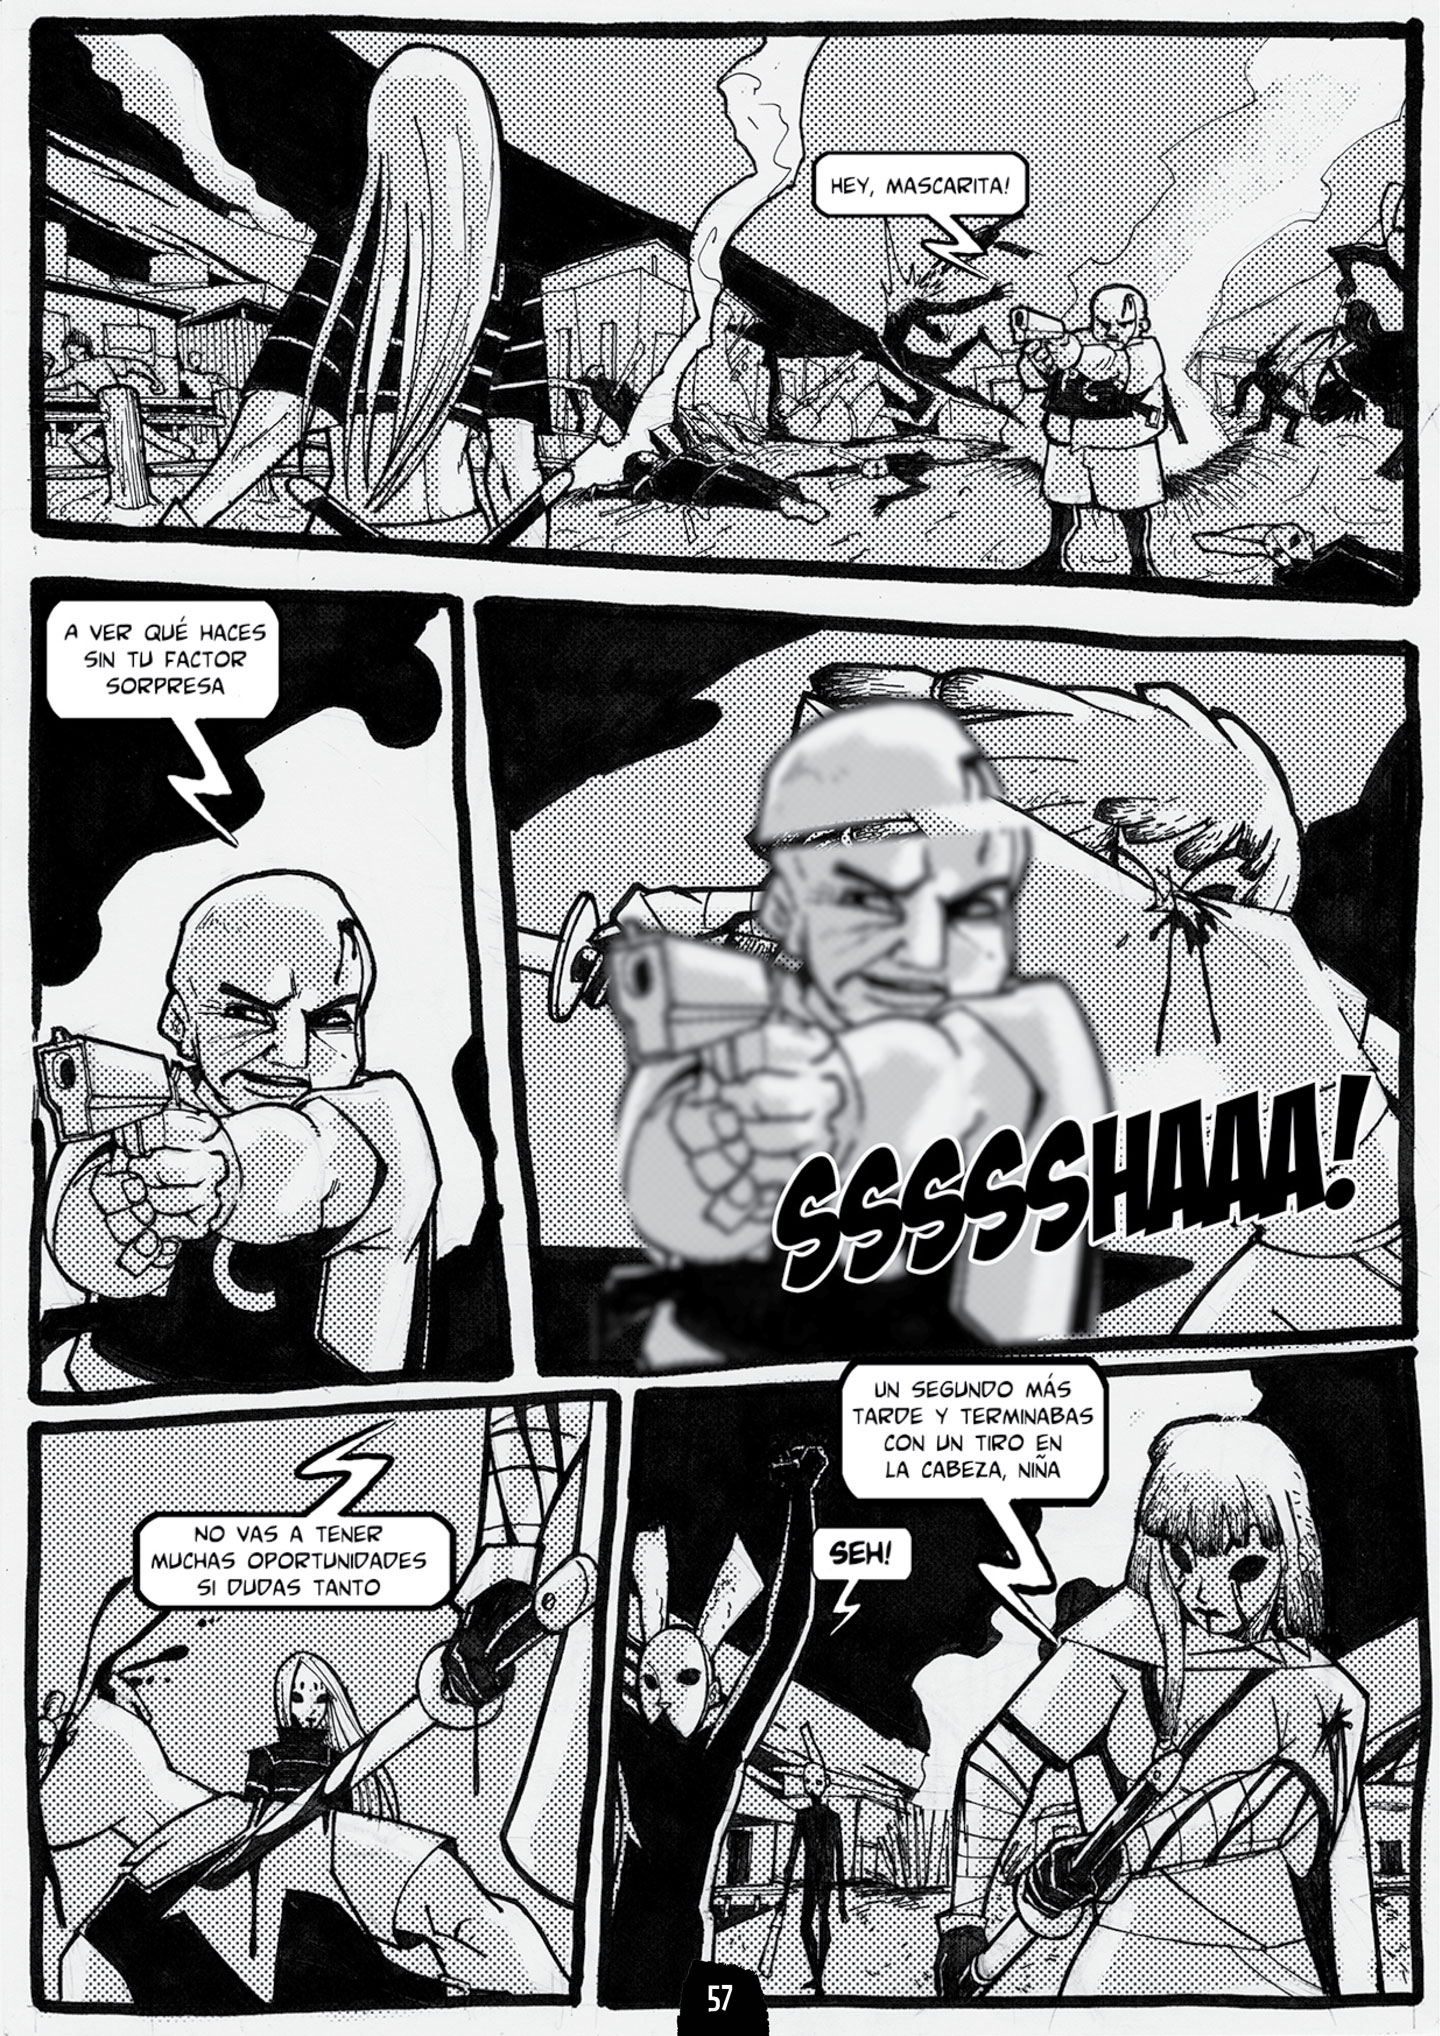 HEY, MASCARITA!
A VER QUÉ HACES
SIN TU FACTOR
SORPRESA
SSSSSHAAA!
NO VAS A TENER
MUCHAS OPORTUNIDADES
SI DUDAS TANTO
UN SEGUNDO MÁS
TARDE Y TERMINABAS
CON UN TIRO EN
LA CABEZA, NIÑA
SEH!
57